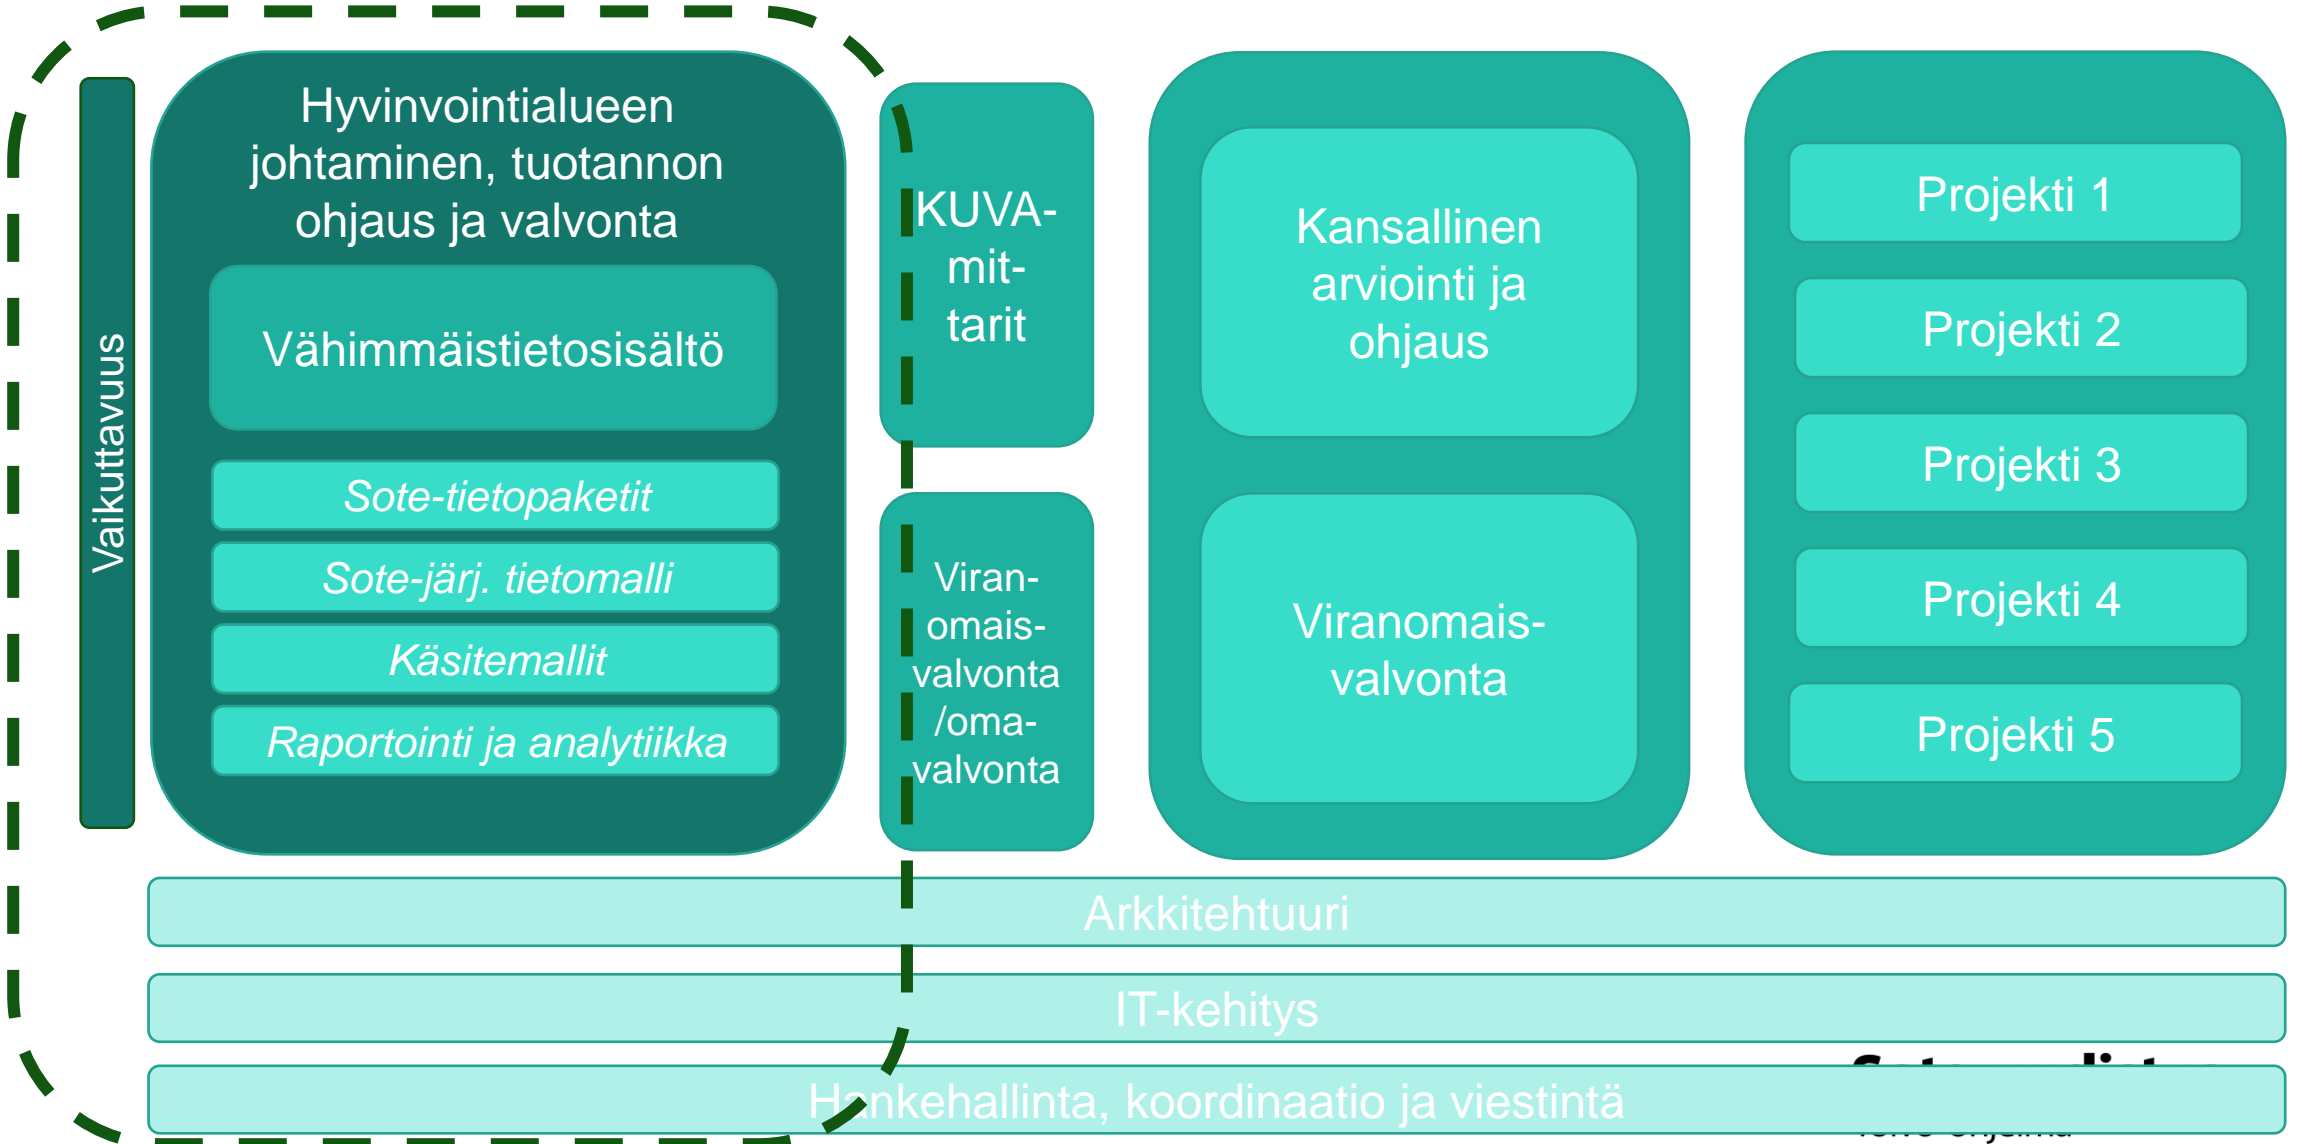 Vaikuttavuus
Hyvinvointialueen
johtaminen, tuotannon
ohjaus ja valvonta
Vähimmäistietosisältö
Sote-tietopaketit
Sote-järj. tietomalli
Käsitemallit
Raportointi ja analytiikka
KUVA-
mit-
tarit
Viran-
omais-
valvonta
/oma-
valvonta
Kansallinen
arviointi ja
ohjaus
Viranomais-
valvonta
Projekti 1
Projekti 2
Projekti 3
Projekti 4
Projekti 5
Arkkitehtuuri
IT-kehitys
Hankehallinta, koordinaatio ja viestintä